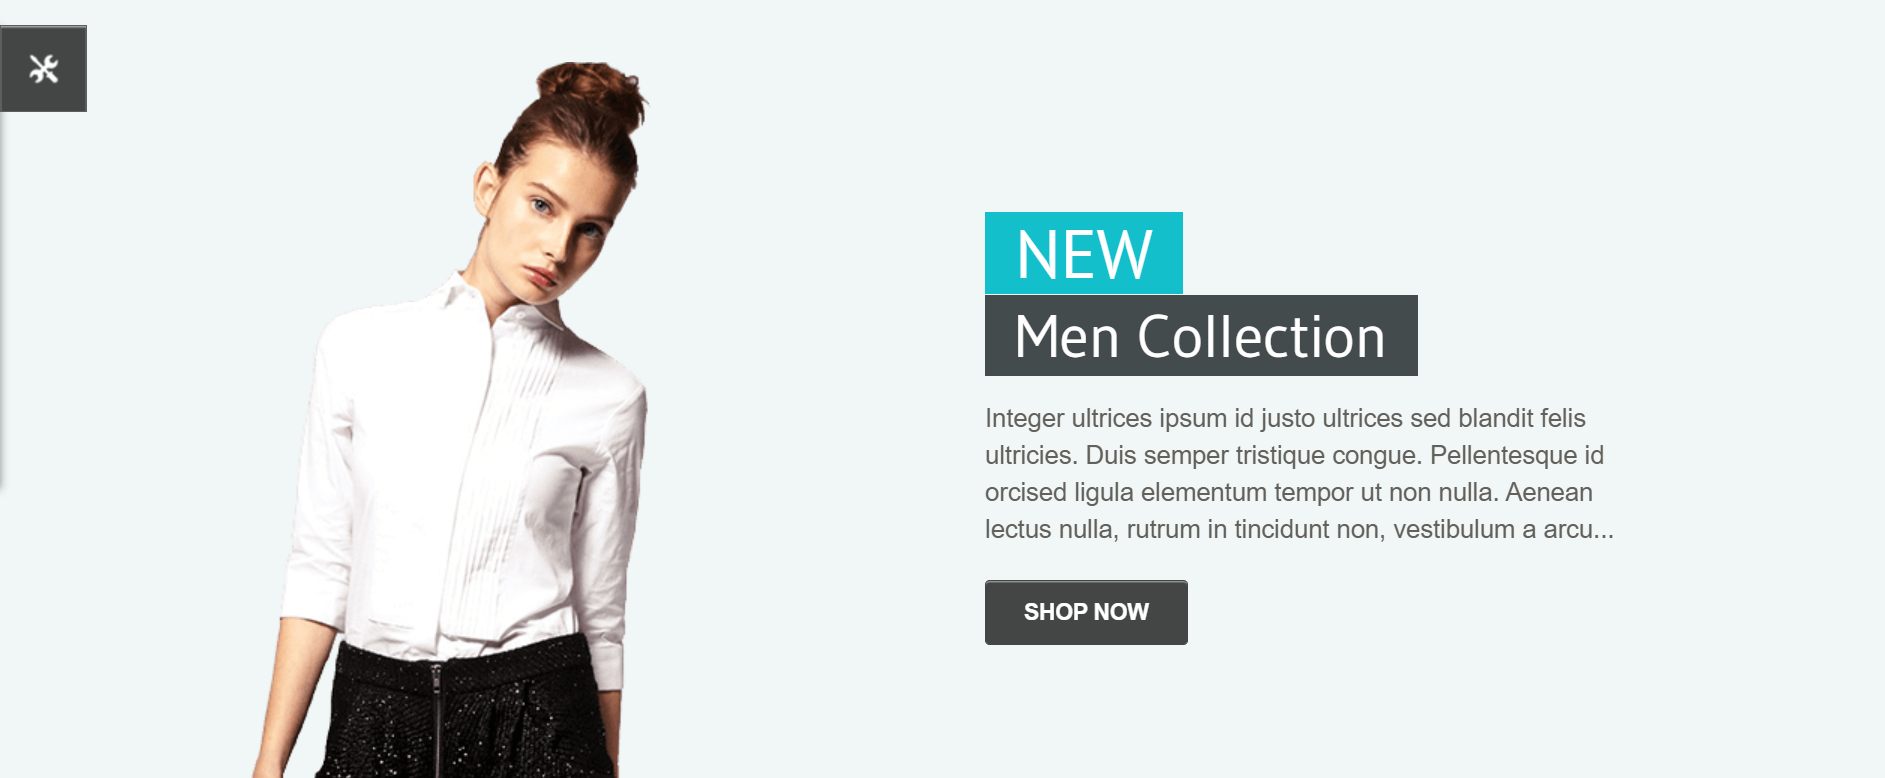 NEW
Men Collection
Integer ultrices ipsum id justo ultrices sed blandit felis
ultricies. Duis semper tristique congue. Pellentesque id
orcised ligula elementum tempor ut non nulla. Aenean
lectus nulla, rutrum in tincidunt non, vestibulum a arcu...
SHOP NOW